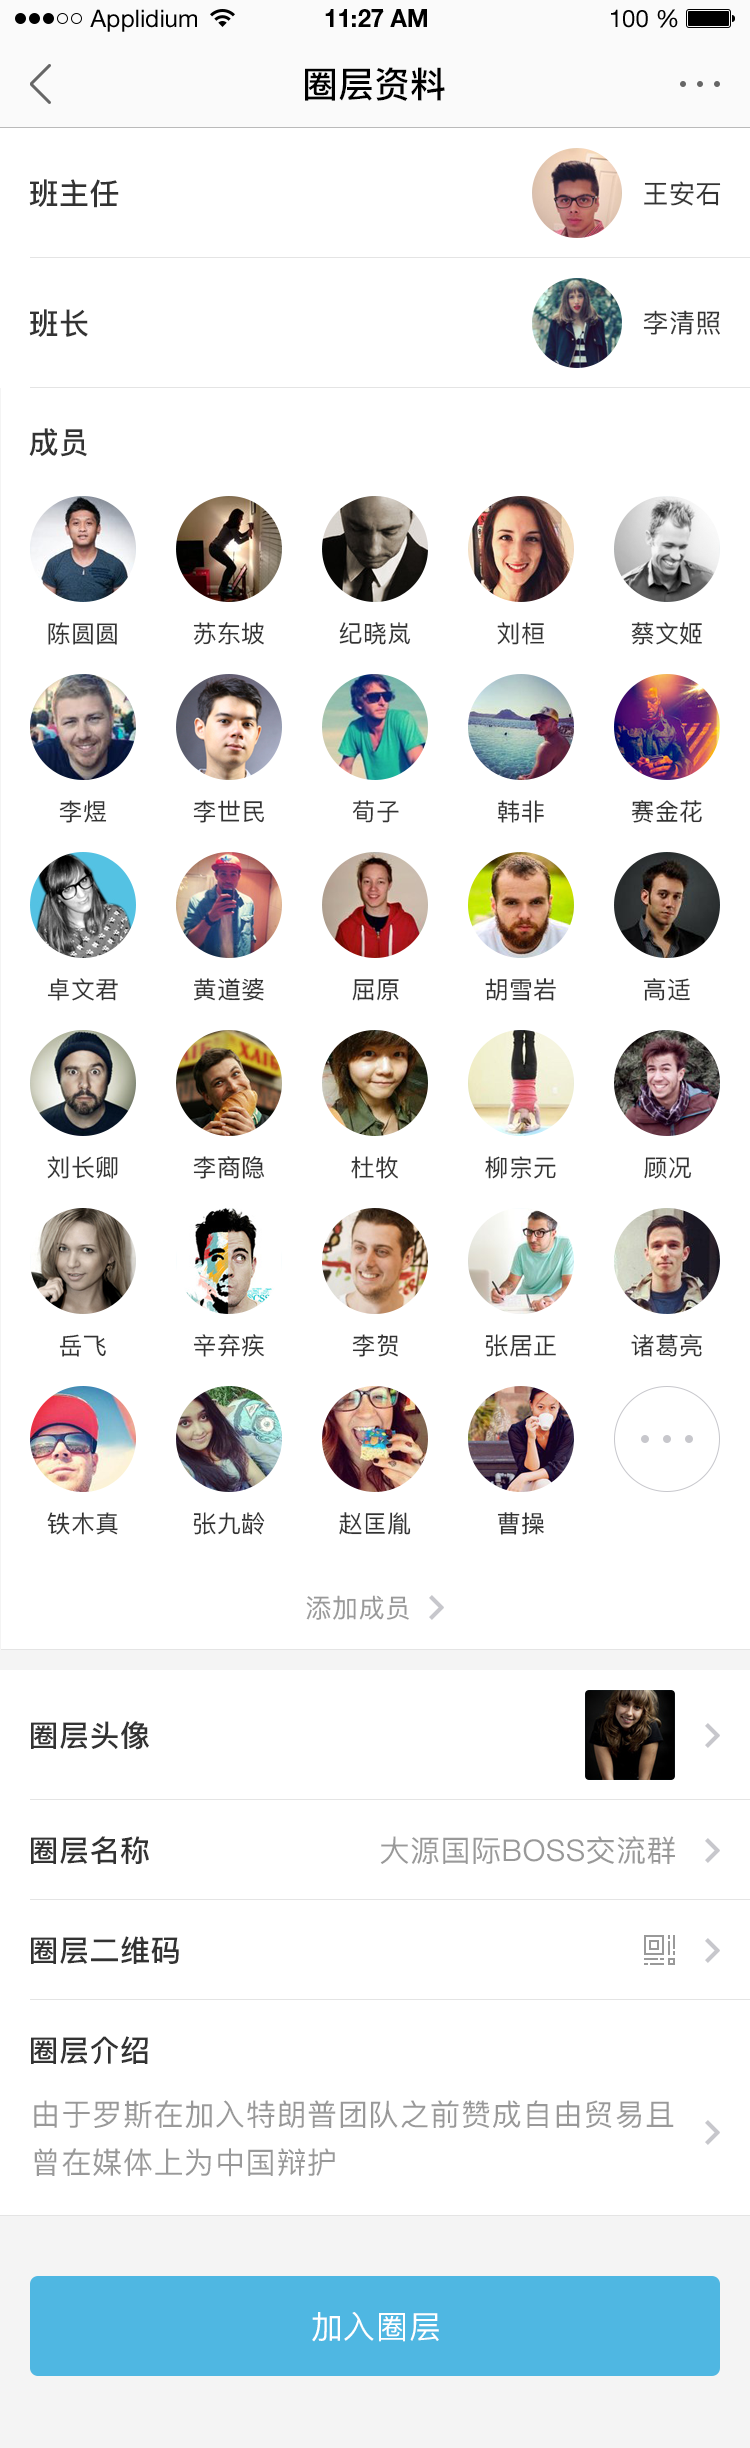 Applidium 11:27 AM 100 %
圈层资料
班主任 王安石
班长 李清照
成员
陈圆圆 苏东坡 纪晓岚 刘桓 蔡文姬
李煜 李世民 荀子 韩非 赛金花
卓文君 黄道婆 屈原 胡雪岩 高适
刘长卿 李商隐 杜牧 柳宗元 顾况
岳飞 辛弃疾 李贺 张居正 诸葛亮
铁木真 张九龄 赵匡胤 曹操
添加成员
圈层头像
圈层名称 大源国际BOSS交流群
圈层二维码
圈层介绍
由于罗斯在加入特朗普团队之前赞成自由贸易且
曾在媒体上为中国辩护
加入圈层